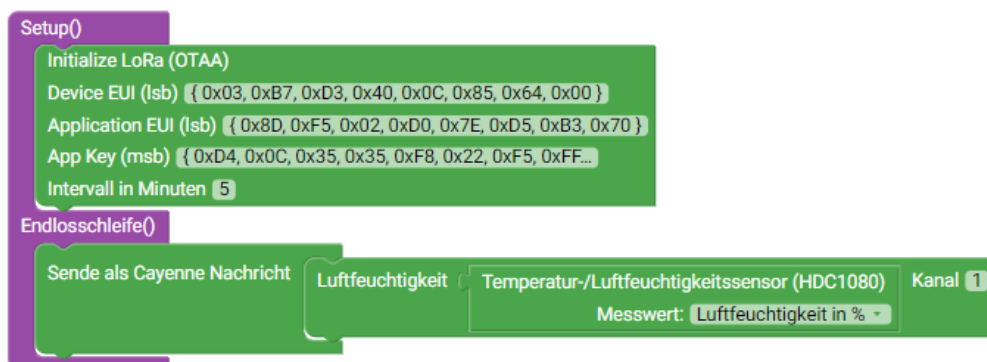 Setup()
Initialize LoRa (OTAA)
Device EUI (lsb) { 0x03, 0xB7, 0xD3, 0x40, 0x0C, 0x85, 0x64, 0x00 }
Application EUI (lsb) { 0x8D, 0xF5, 0x02, 0xD0, 0x7E, 0xD5, 0xB3, 0x70 }
App Key (msb) { 0xD4, 0x0C, 0x35, 0x35, 0xF8, 0x22, 0xF5, 0xFF...
Intervall in Minuten 5
Endlosschleife()
Sende als Cayenne Nachricht Luftfeuchtigkeit Temperatur-/Luftfeuchtigkeitssensor (HDC1080) Kanal 1
Messwert: Luftfeuchtigkeit in %